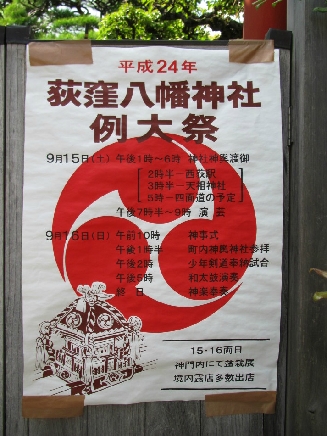 平成24年
荻窪八幡神社
例大祭
9月15日(土) 午後1時~6時 神社神輿渡御
2時半-西荻駅
3時半-天祖神社
5時-四面道の予定
午後7時半~9時 演芸
9月15日(日) 午前10時 神事式
午後1時半 町内神輿神社参拝
午後2時 少年剣道奉納試合
午後6時 和太鼓演奏
終日 神楽奉奏
15・16両日
神門内にて盆栽展
境内露店多数出店